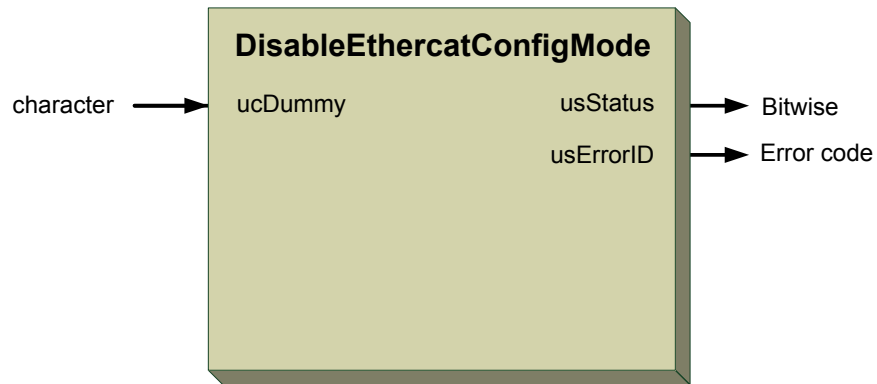 DisableEthercatConfigMode
character ucDummy usStatus Bitwise
usErrorID Error code